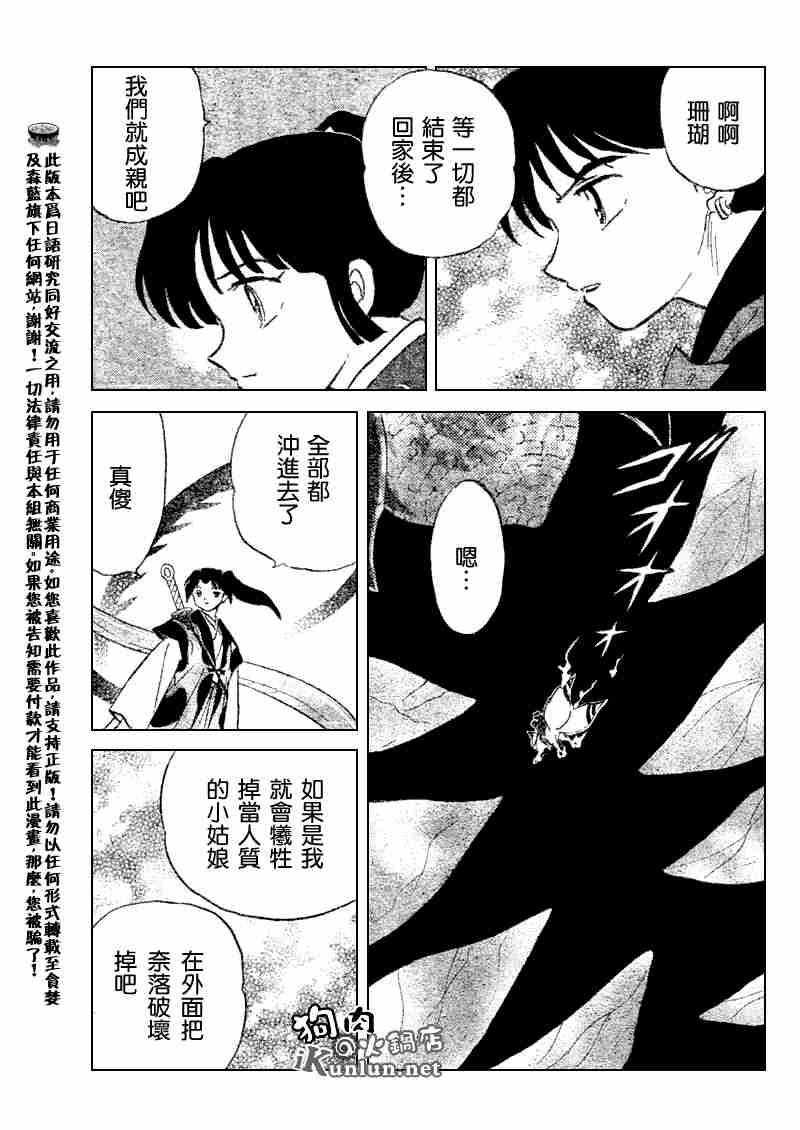 啊啊
珊瑚
等一切都
結束了
回家後…
我們就成親吧
ゴオオオ
嗯…
全部都
沖進去了
真傻
如果是我
就會犧牲
掉當人質
的小姑娘
在外面把
奈落破壞
掉吧
此版本爲日語研究同好交流之用，請勿用于任何商業用途。如您喜歡此作品，請支持正版！請勿以任何形式轉載至貪婪
及森藍旗下任何網站，謝謝！一切法律責任與本組無關。如果您被告知需要付款才能看到此漫畫，那麼，您被騙了！
狗肉
火鍋店
iKunlun.net